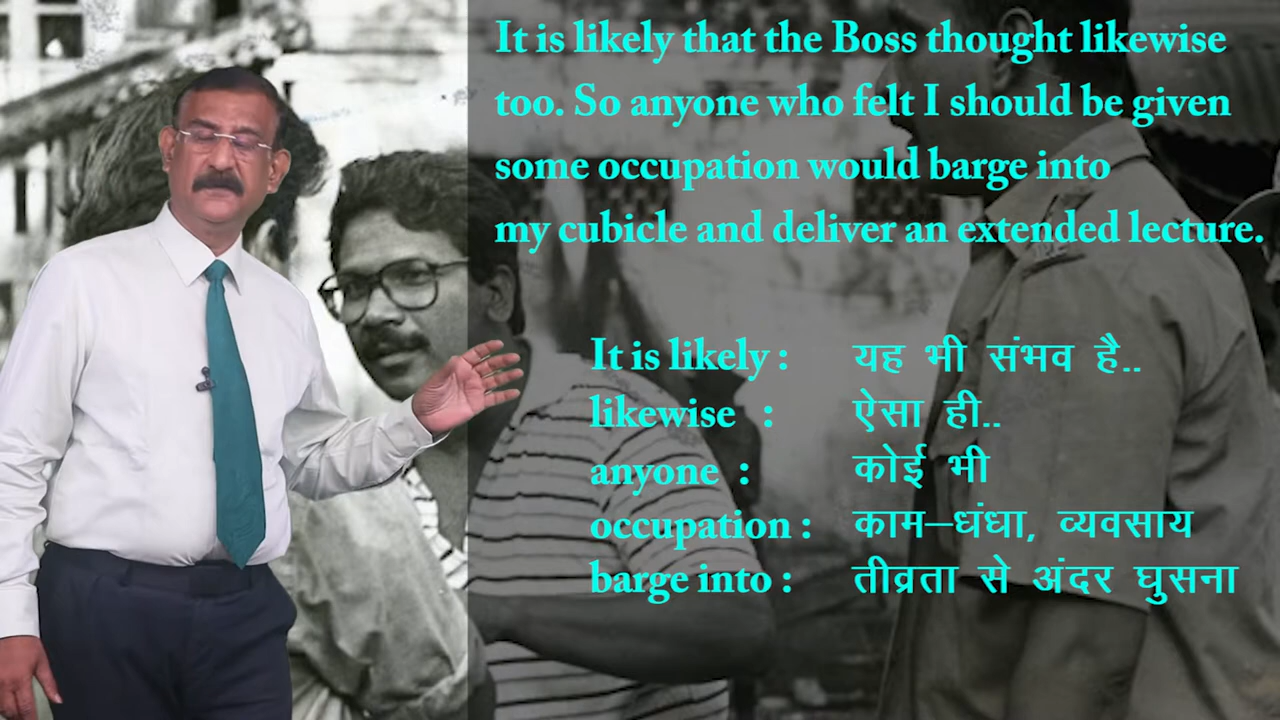 It is likely that the Boss thought likewise
too. So anyone who felt I should be given
some occupation would barge into
my cubicle and deliver an extended lecture.
It is likely : यह भी संभव है..
likewise : ऐसा ही..
anyone : कोई भी
occupation : काम–धंधा, व्यवसाय
barge into : तीव्रता से अंदर घुसना